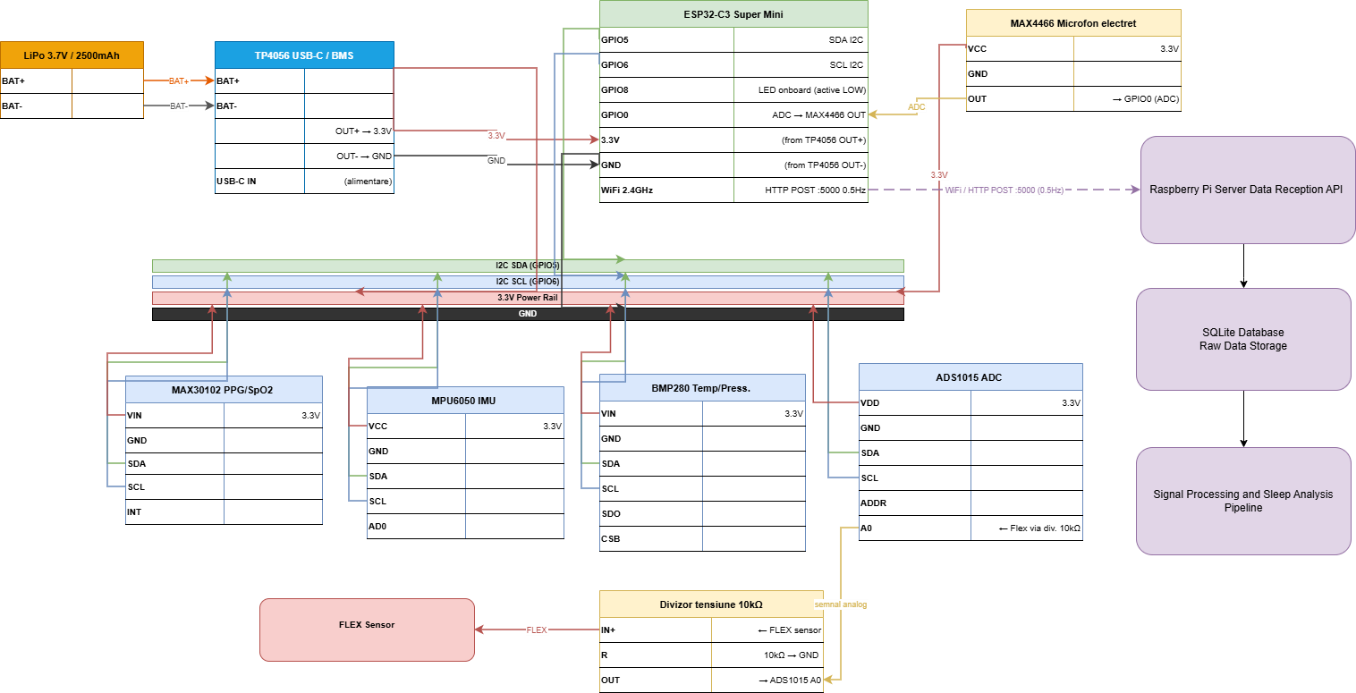 LiPo 3.7V / 2500mAh
BAT+
BAT-
BAT+
BAT-
TP4056 USB-C / BMS
BAT+
BAT-
OUT+ → 3.3V
OUT- → GND
USB-C IN (alimentare)
3.3V
GND
ESP32-C3 Super Mini
GPIO5 SDA I2C
GPIO6 SCL I2C
GPIO8 LED onboard (active LOW)
GPIO0 ADC → MAX4466 OUT
3.3V (from TP4056 OUT+)
GND (from TP4056 OUT-)
WiFi 2.4GHz HTTP POST :5000 0.5Hz
ADC
MAX4466 Microfon electret
VCC 3.3V
GND
OUT → GPIO0 (ADC)
3.3V
WiFi / HTTP POST :5000 (0.5Hz)
Raspberry Pi Server Data Reception API
SQLite Database
Raw Data Storage
Signal Processing and Sleep Analysis
Pipeline
I2C SDA (GPIO5)
I2C SCL (GPIO6)
3.3V Power Rail
GND
MAX30102 PPG/SpO2
VIN 3.3V
GND
SDA
SCL
INT
MPU6050 IMU
VCC 3.3V
GND
SDA
SCL
AD0
BMP280 Temp/Press.
VIN 3.3V
GND
SDA
SCL
SDO
CSB
ADS1015 ADC
VDD 3.3V
GND
SDA
SCL
ADDR
A0 ← Flex via div. 10kΩ
semnal analog
Divizor tensiune 10kΩ
IN+ ← FLEX sensor
R 10kΩ → GND
OUT → ADS1015 A0
FLEX
FLEX Sensor